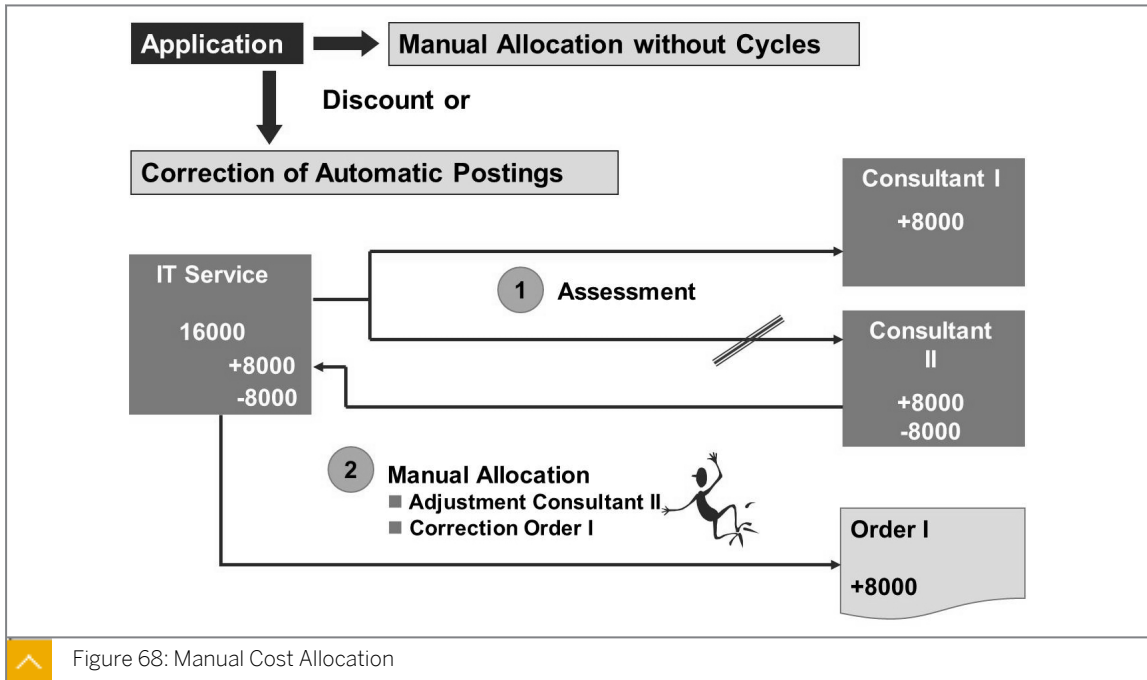 Application
Manual Allocation without Cycles
Discount or
Correction of Automatic Postings
Consultant I
+8000
IT Service
16000
+8000
-8000
1 Assessment
Consultant
II
+8000
-8000
2 Manual Allocation
Adjustment Consultant II
Correction Order I
Order I
+8000
Figure 68: Manual Cost Allocation